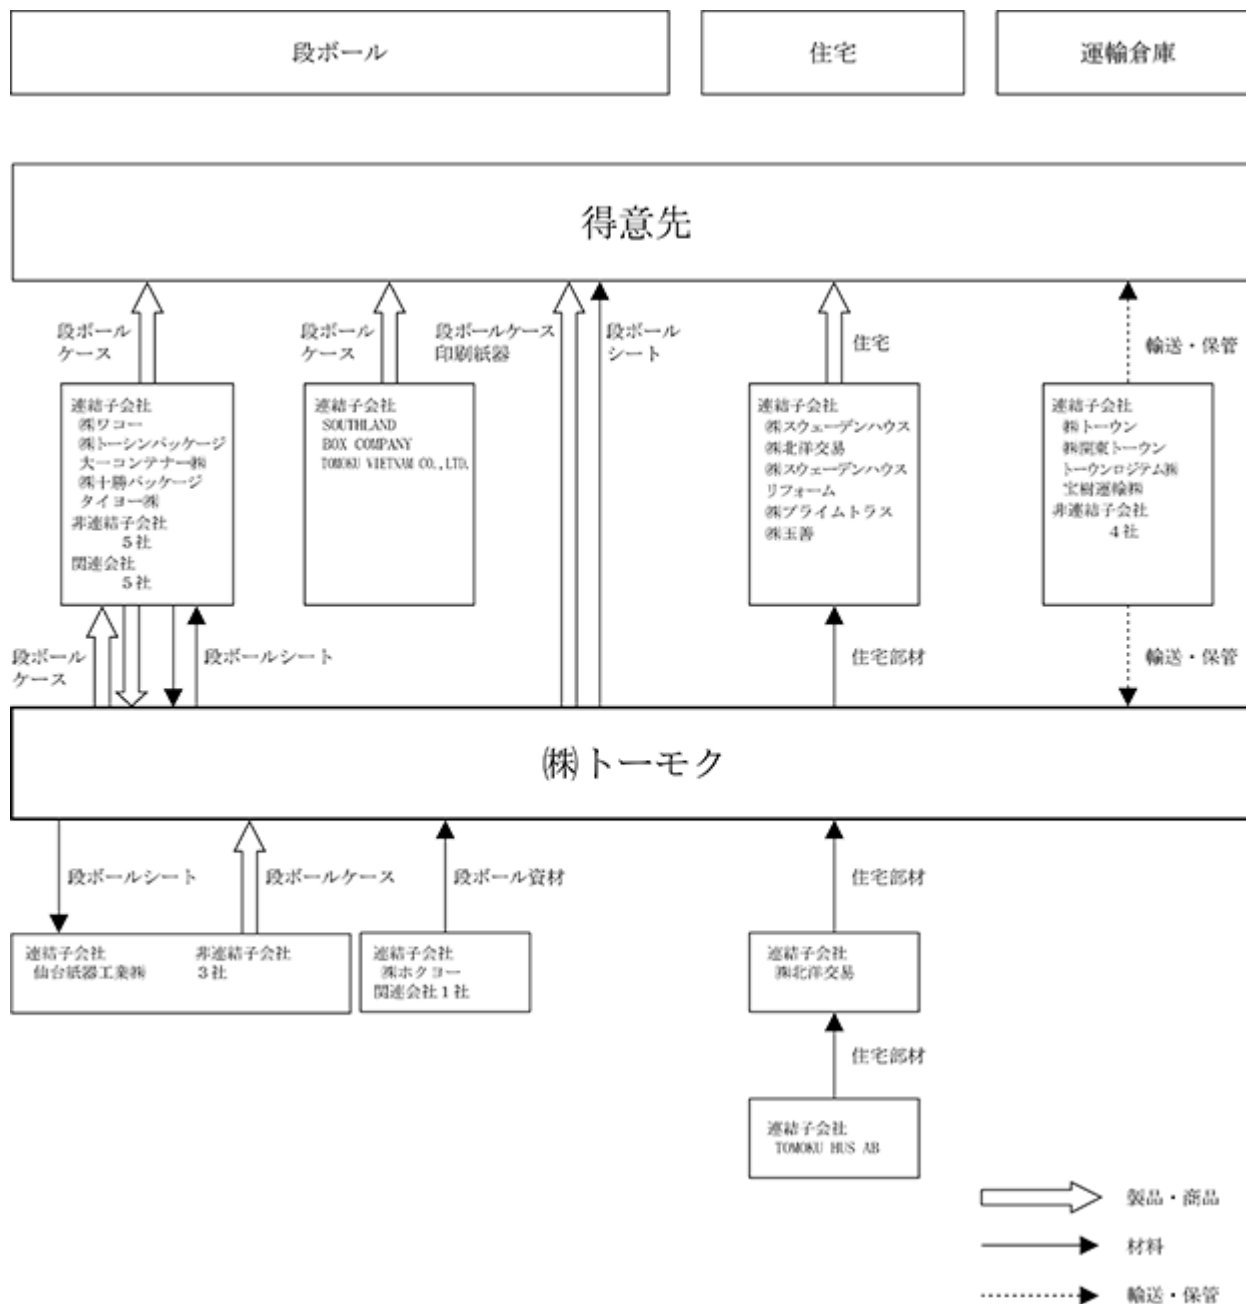 段ボール
住宅
運輸倉庫
得意先
段ボール
ケース
段ボール
ケース
段ボールケース
印刷紙器
段ボール
シート
住宅
輸送・保管
連結子会社
㈱ワコー
㈱トーシンパッケージ
大一コンテナー㈱
㈱十勝パッケージ
タイヨー㈱
非連結子会社
5社
関連会社
5社
連結子会社
SOUTHLAND
BOX COMPANY
TOMOKU VIETNAM CO.,LTD.
連結子会社
㈱スウェーデンハウス
㈱北洋交易
㈱スウェーデンハウス
リフォーム
㈱プライムトラス
㈱玉善
連結子会社
㈱トーウン
㈱関東トーウン
トーウンロジテム㈱
宝樹運輸㈱
非連結子会社
4社
段ボール
ケース
段ボールシート
住宅部材
輸送・保管
㈱トーモク
段ボールシート
段ボールケース
段ボール資材
住宅部材
連結子会社
仙台紙器工業㈱
非連結子会社
3社
連結子会社
㈱ホクヨー
関連会社1社
連結子会社
㈱北洋交易
住宅部材
連結子会社
TOMOKU HUS AB
製品・商品
材料
輸送・保管